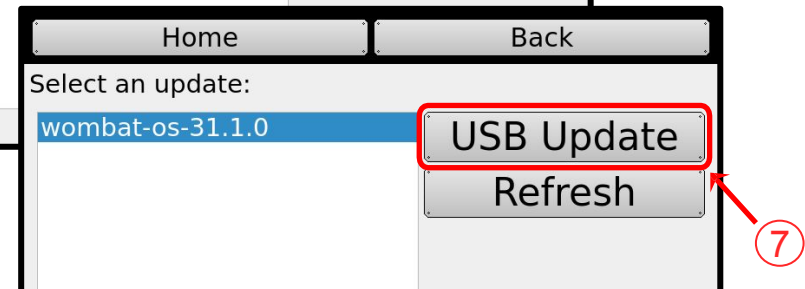 Home
Back
Select an update:
wombat-os-31.1.0
USB Update
Refresh
⑦